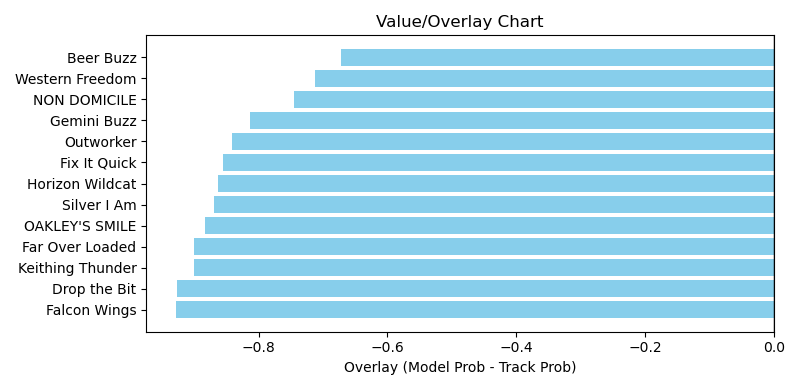 Value/Overlay Chart
Beer Buzz
Western Freedom
NON DOMICILE
Gemini Buzz
Outworker
Fix It Quick
Horizon Wildcat
Silver I Am
OAKLEY'S SMILE
Far Over Loaded
Keithing Thunder
Drop the Bit
Falcon Wings
−0.8 −0.6 −0.4 −0.2 0.0
Overlay (Model Prob - Track Prob)